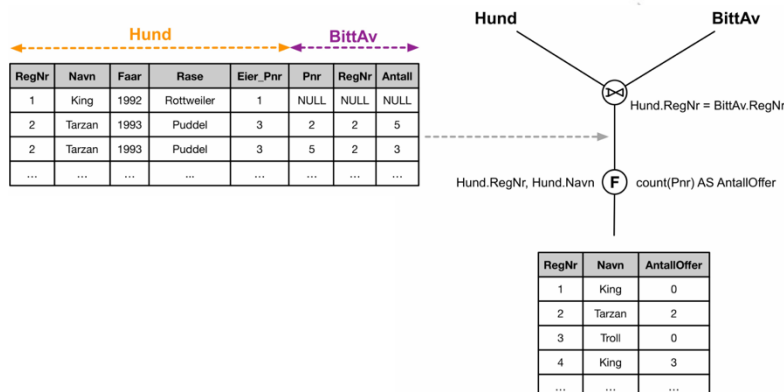 Hund BittAv
RegNr Navn Faar Rase Eier_Pnr Pnr RegNr Antall
1 King 1992 Rottweiler 1 NULL NULL NULL
2 Tarzan 1993 Puddel 3 2 2 5
2 Tarzan 1993 Puddel 3 5 2 3
... ... ... ... ... ... ... ...
Hund BittAv
Hund.RegNr = BittAv.RegNr
Hund.RegNr, Hund.Navn F count(Pnr) AS AntallOffer
RegNr Navn AntallOffer
1 King 0
2 Tarzan 2
3 Troll 0
4 King 3
... ... ...